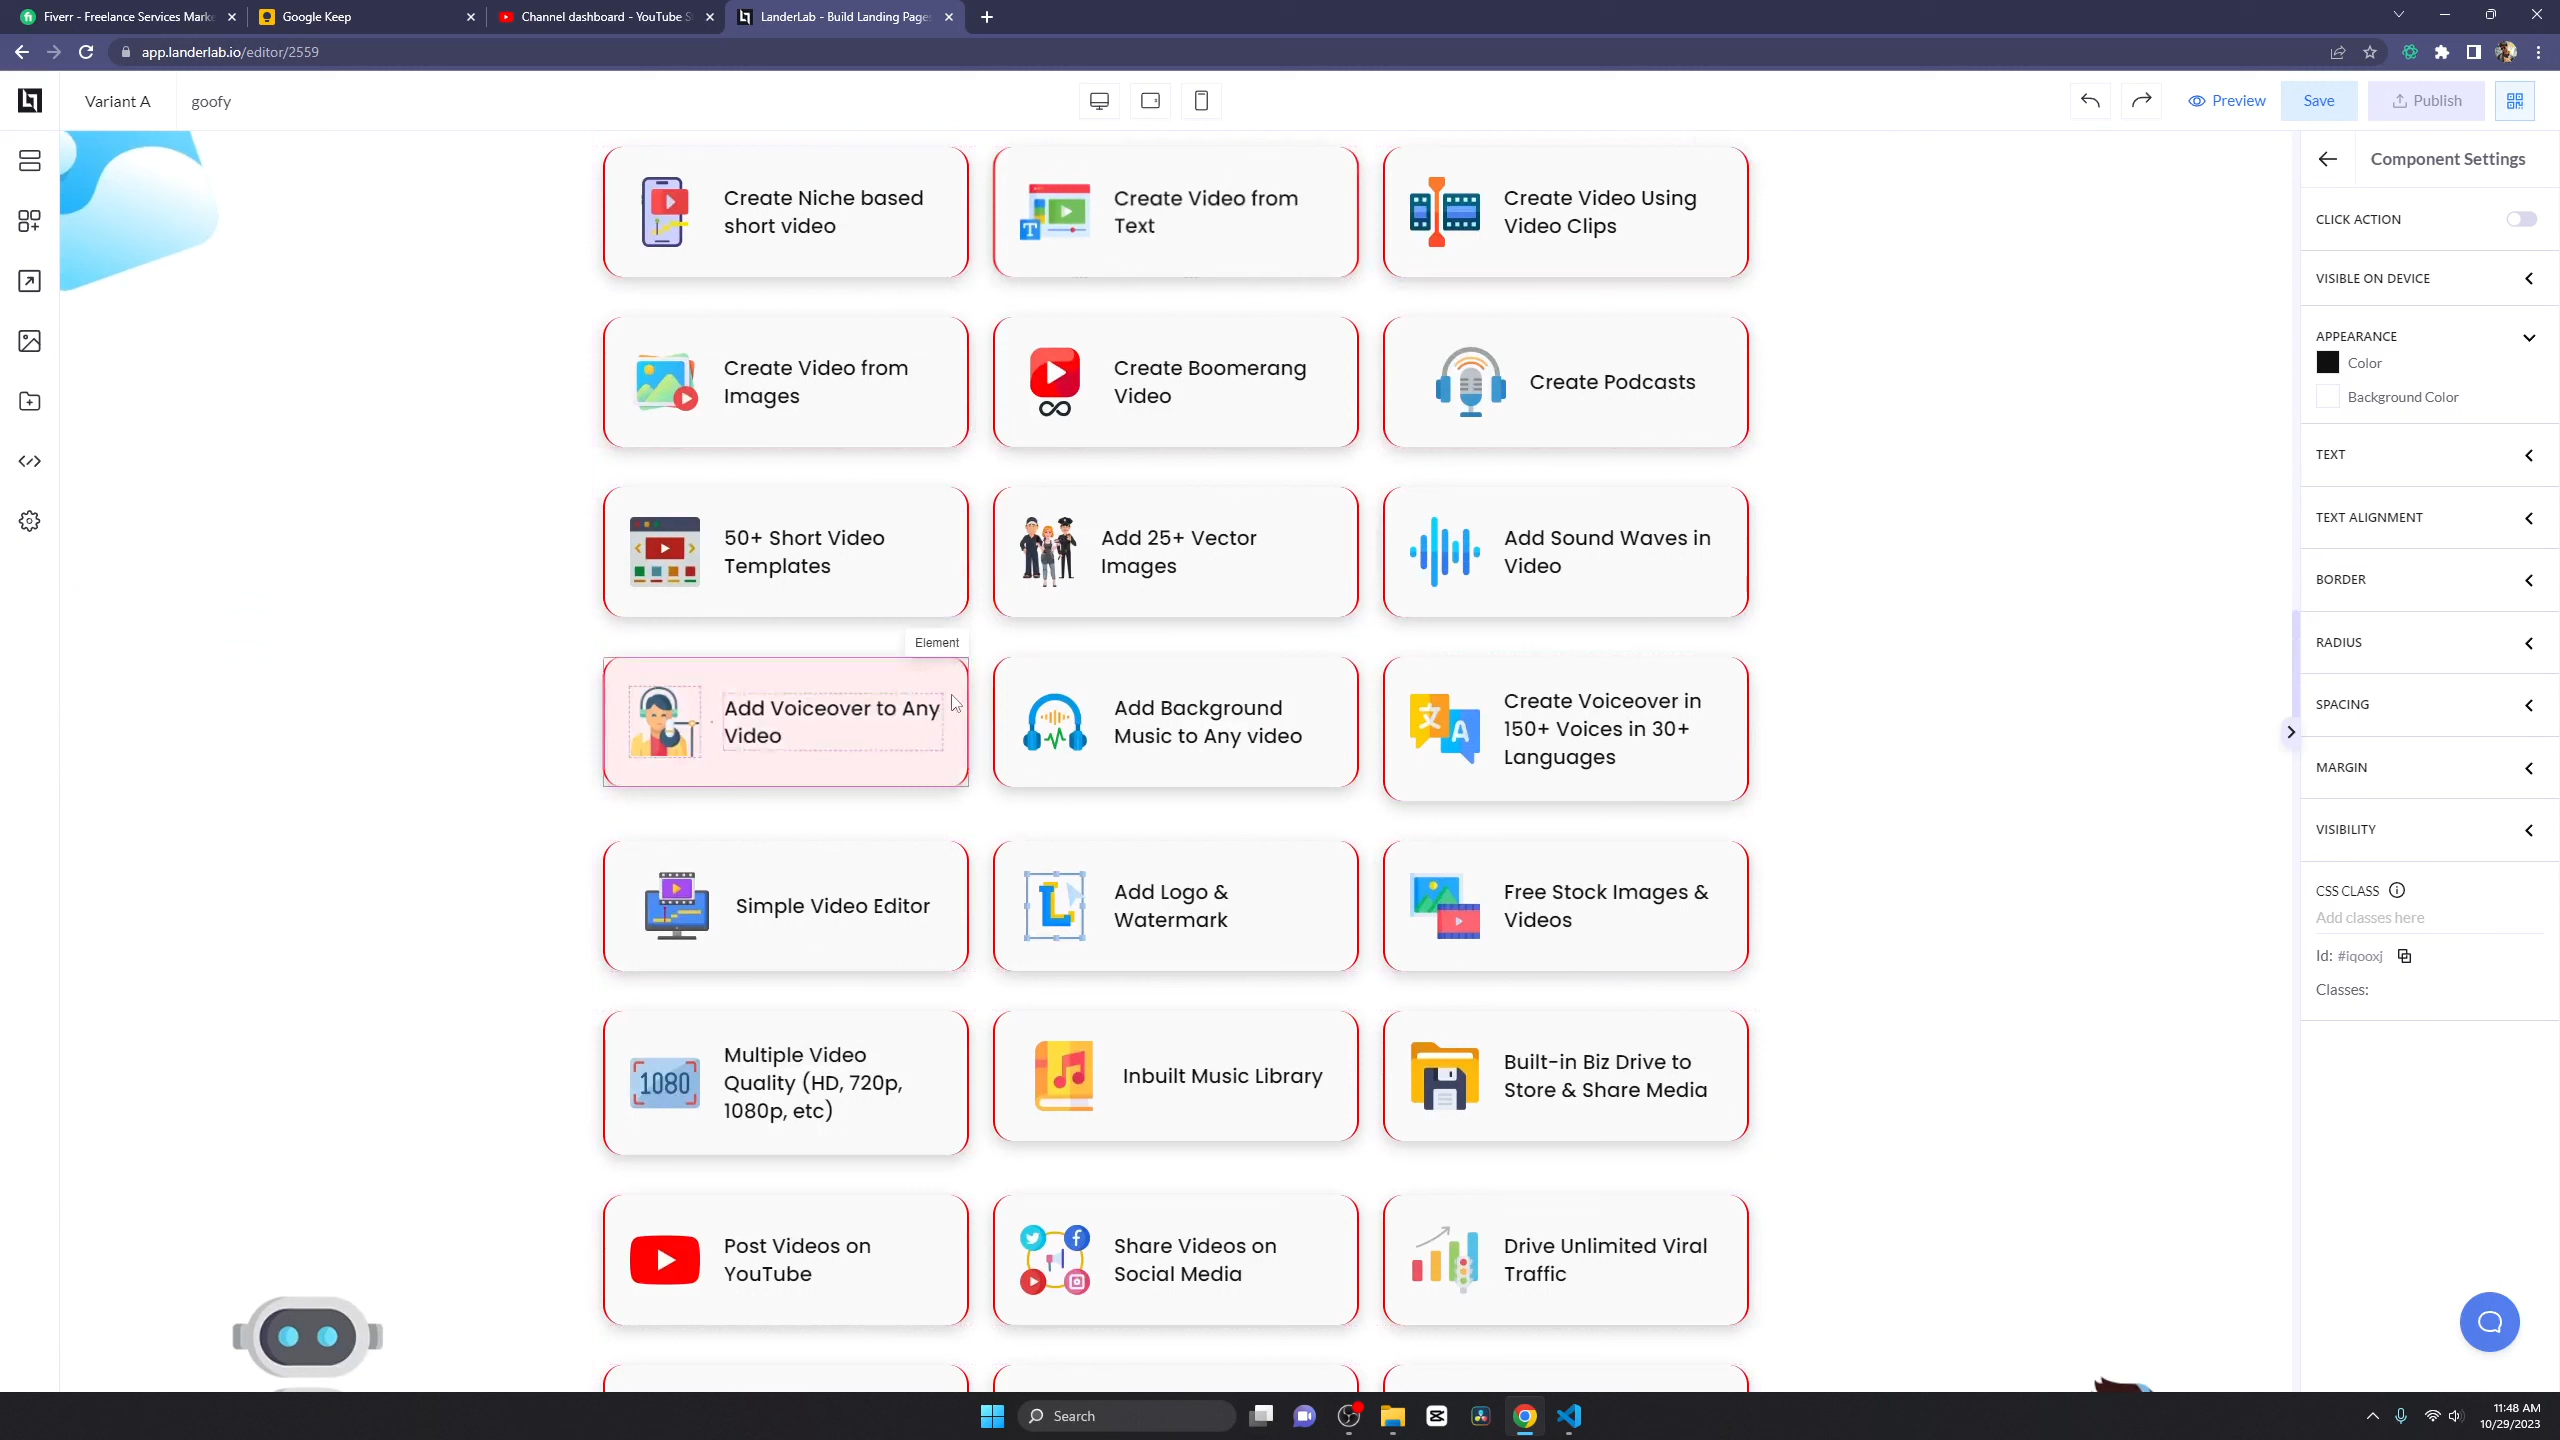 Fiverr - Freelance Services Marke
Google Keep
Channel dashboard - YouTube S
LanderLab - Build Landing Pages
app.landerlab.io/editor/2559
Variant A
goofy
Preview
Save
Publish
Component Settings
CLICK ACTION
VISIBLE ON DEVICE
APPEARANCE
Color
Background Color
TEXT
TEXT ALIGNMENT
BORDER
RADIUS
SPACING
MARGIN
VISIBILITY
CSS CLASS
Add classes here
Id: #iqooxj
Classes:
Create Niche based
short video
Create Video from
Text
Create Video Using
Video Clips
Create Video from
Images
Create Boomerang
Video
Create Podcasts
50+ Short Video
Templates
Add 25+ Vector
Images
Add Sound Waves in
Video
Element
Add Voiceover to Any
Video
Add Background
Music to Any video
Create Voiceover in
150+ Voices in 30+
Languages
Simple Video Editor
Add Logo &
Watermark
Free Stock Images &
Videos
Multiple Video
Quality (HD, 720p,
1080p, etc)
1080
Inbuilt Music Library
Built-in Biz Drive to
Store & Share Media
Post Videos on
YouTube
Share Videos on
Social Media
Drive Unlimited Viral
Traffic
Search
11:48 AM
10/29/2023